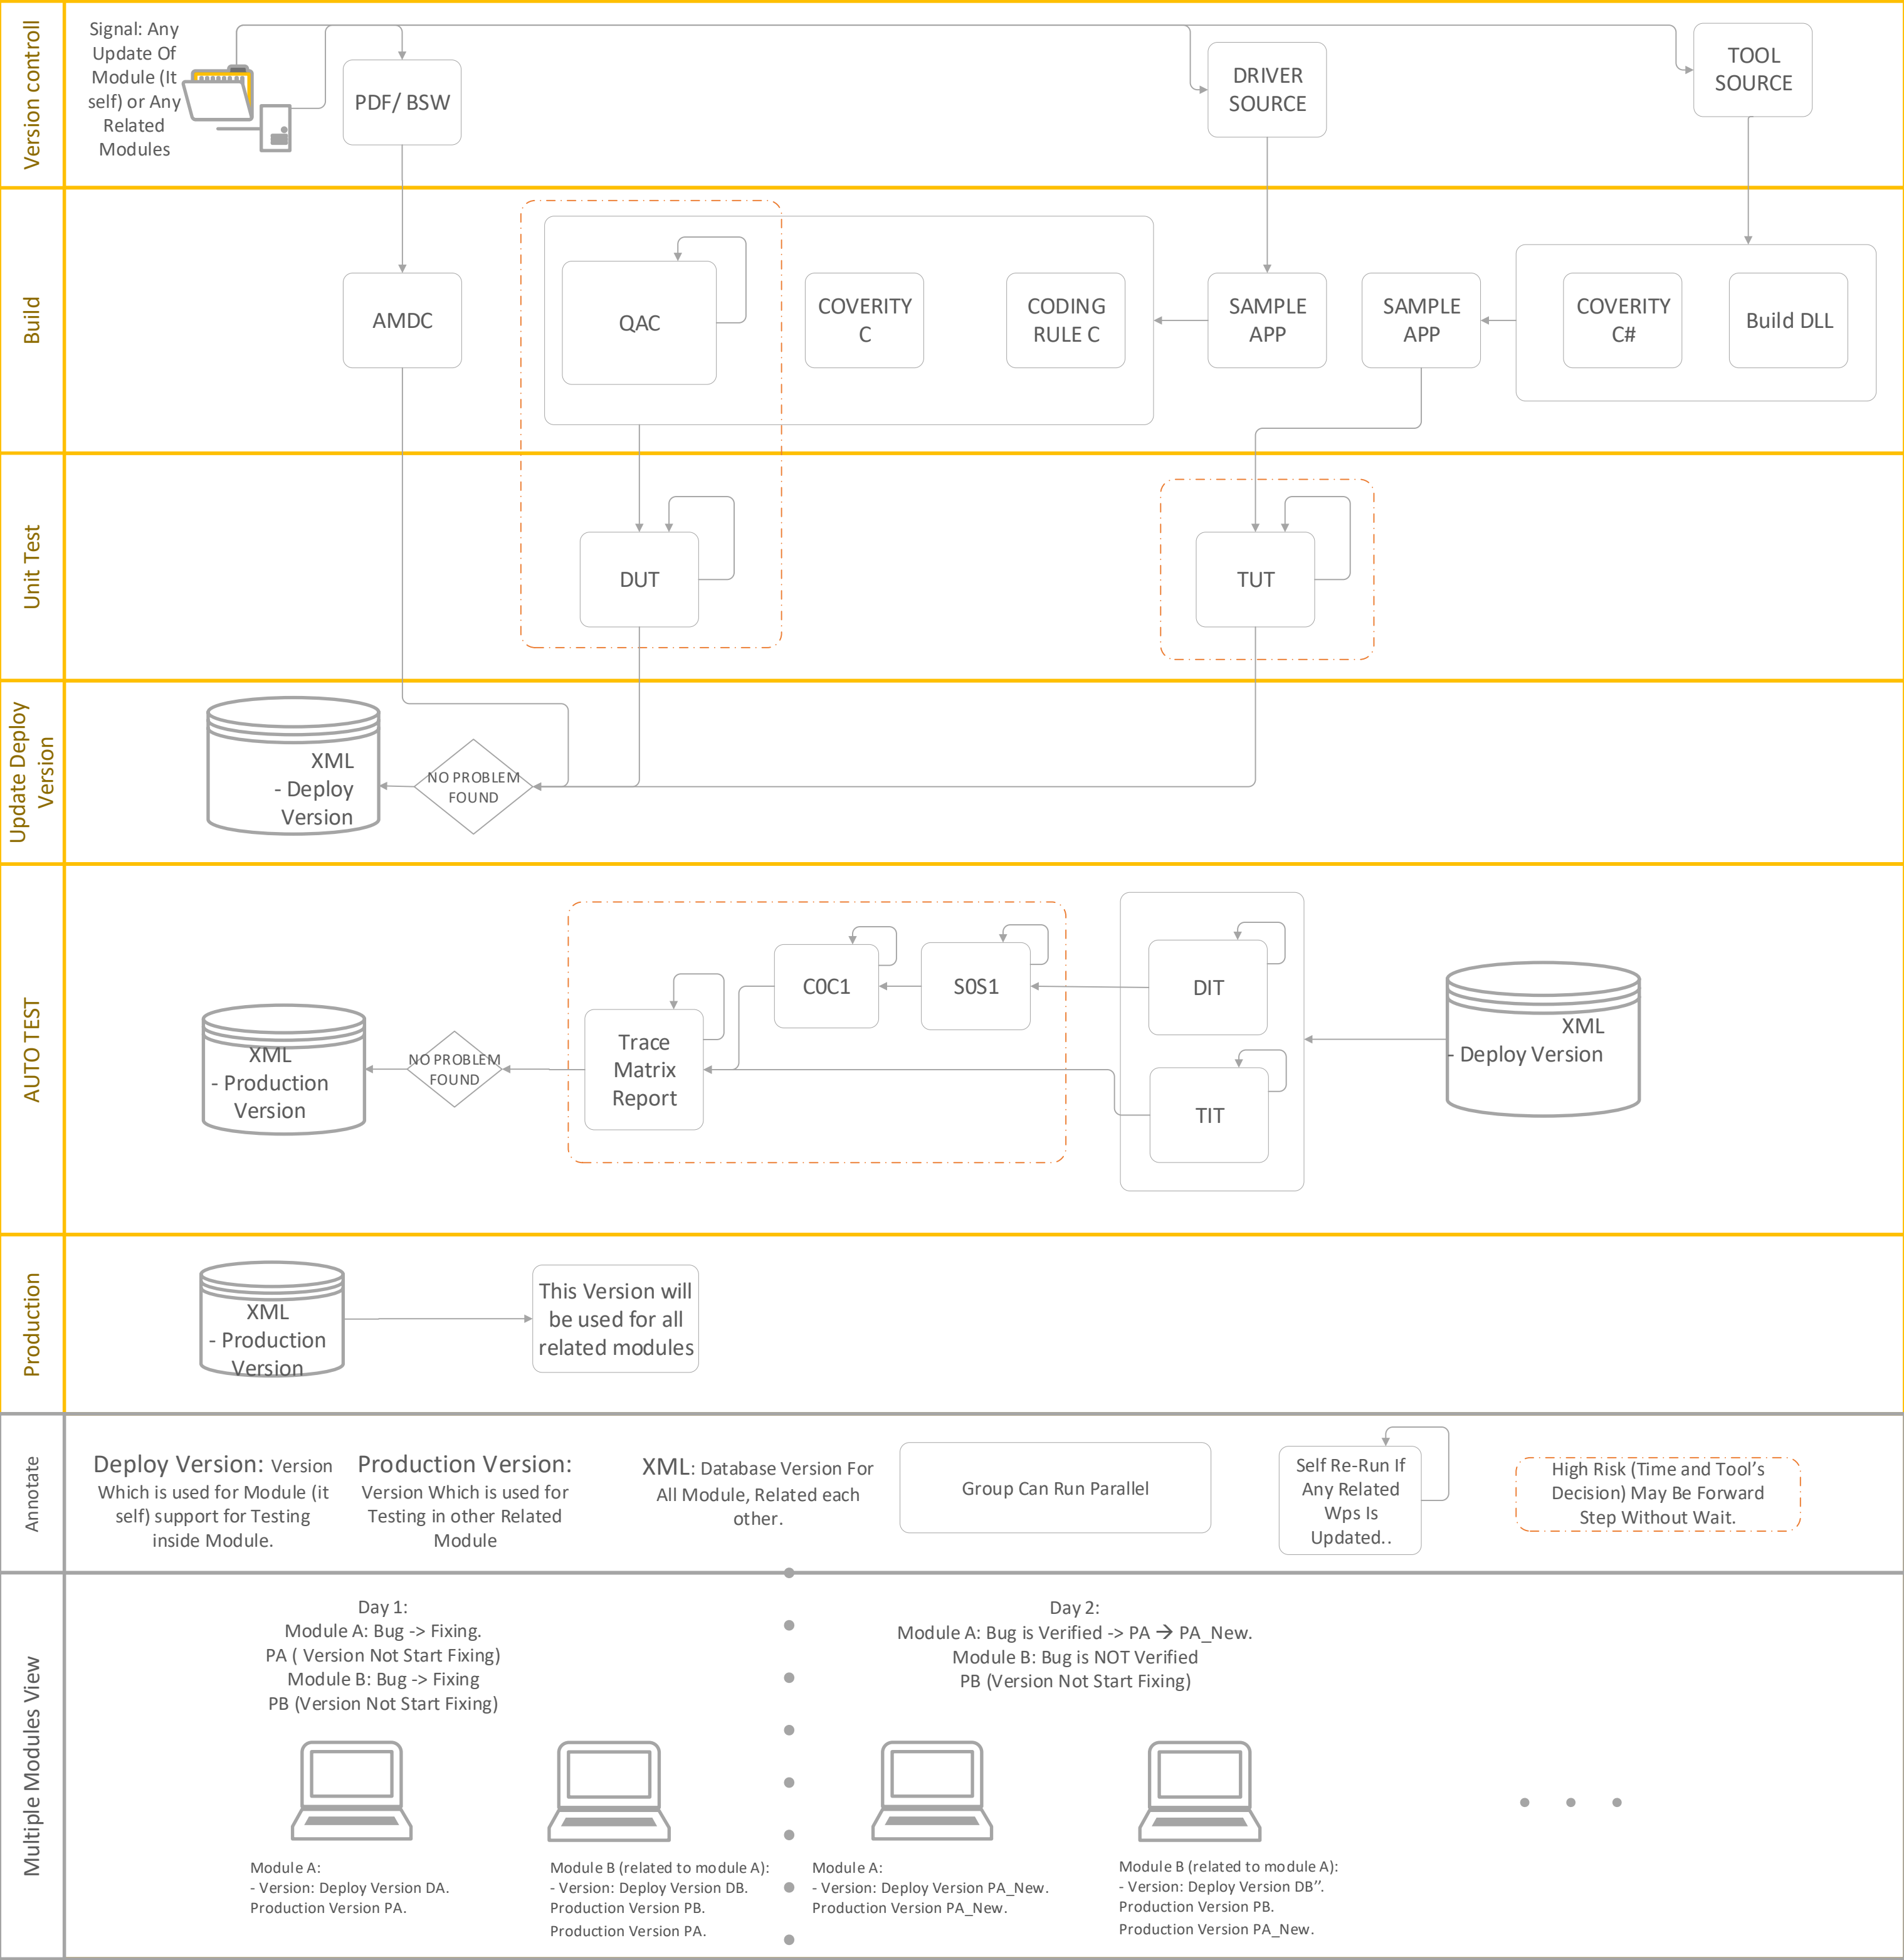 Version controll
Signal: Any
Update Of
Module (It
self) or Any
Related
Modules
PDF/ BSW
DRIVER
SOURCE
TOOL
SOURCE
Build
AMDC
QAC
COVERITY
C
CODING
RULE C
SAMPLE
APP
SAMPLE
APP
COVERITY
C#
Build DLL
Unit Test
DUT
TUT
Update Deploy
Version
XML
- Deploy
Version
NO PROBLEM
FOUND
AUTO TEST
XML
- Production
Version
NO PROBLEM
FOUND
Trace
Matrix
Report
C0C1
S0S1
DIT
TIT
XML
- Deploy Version
Production
XML
- Production
Version
This Version will
be used for all
related modules
Annotate
Deploy Version: Version
Which is used for Module (it
self) support for Testing
inside Module.
Production Version:
Version Which is used for
Testing in other Related
Module
XML: Database Version For
All Module, Related each
other.
Group Can Run Parallel
Self Re-Run If
Any Related
Wps Is
Updated..
High Risk (Time and Tool's
Decision) May Be Forward
Step Without Wait.
Multiple Modules View
Day 1:
Module A: Bug -> Fixing.
PA ( Version Not Start Fixing)
Module B: Bug -> Fixing
PB (Version Not Start Fixing)
Day 2:
Module A: Bug is Verified -> PA → PA_New.
Module B: Bug is NOT Verified
PB (Version Not Start Fixing)
Module A:
- Version: Deploy Version DA.
Production Version PA.
Module B (related to module A):
- Version: Deploy Version DB.
Production Version PB.
Production Version PA.
Module A:
- Version: Deploy Version PA_New.
Production Version PA_New.
Module B (related to module A):
- Version: Deploy Version DB’’.
Production Version PB.
Production Version PA_New.